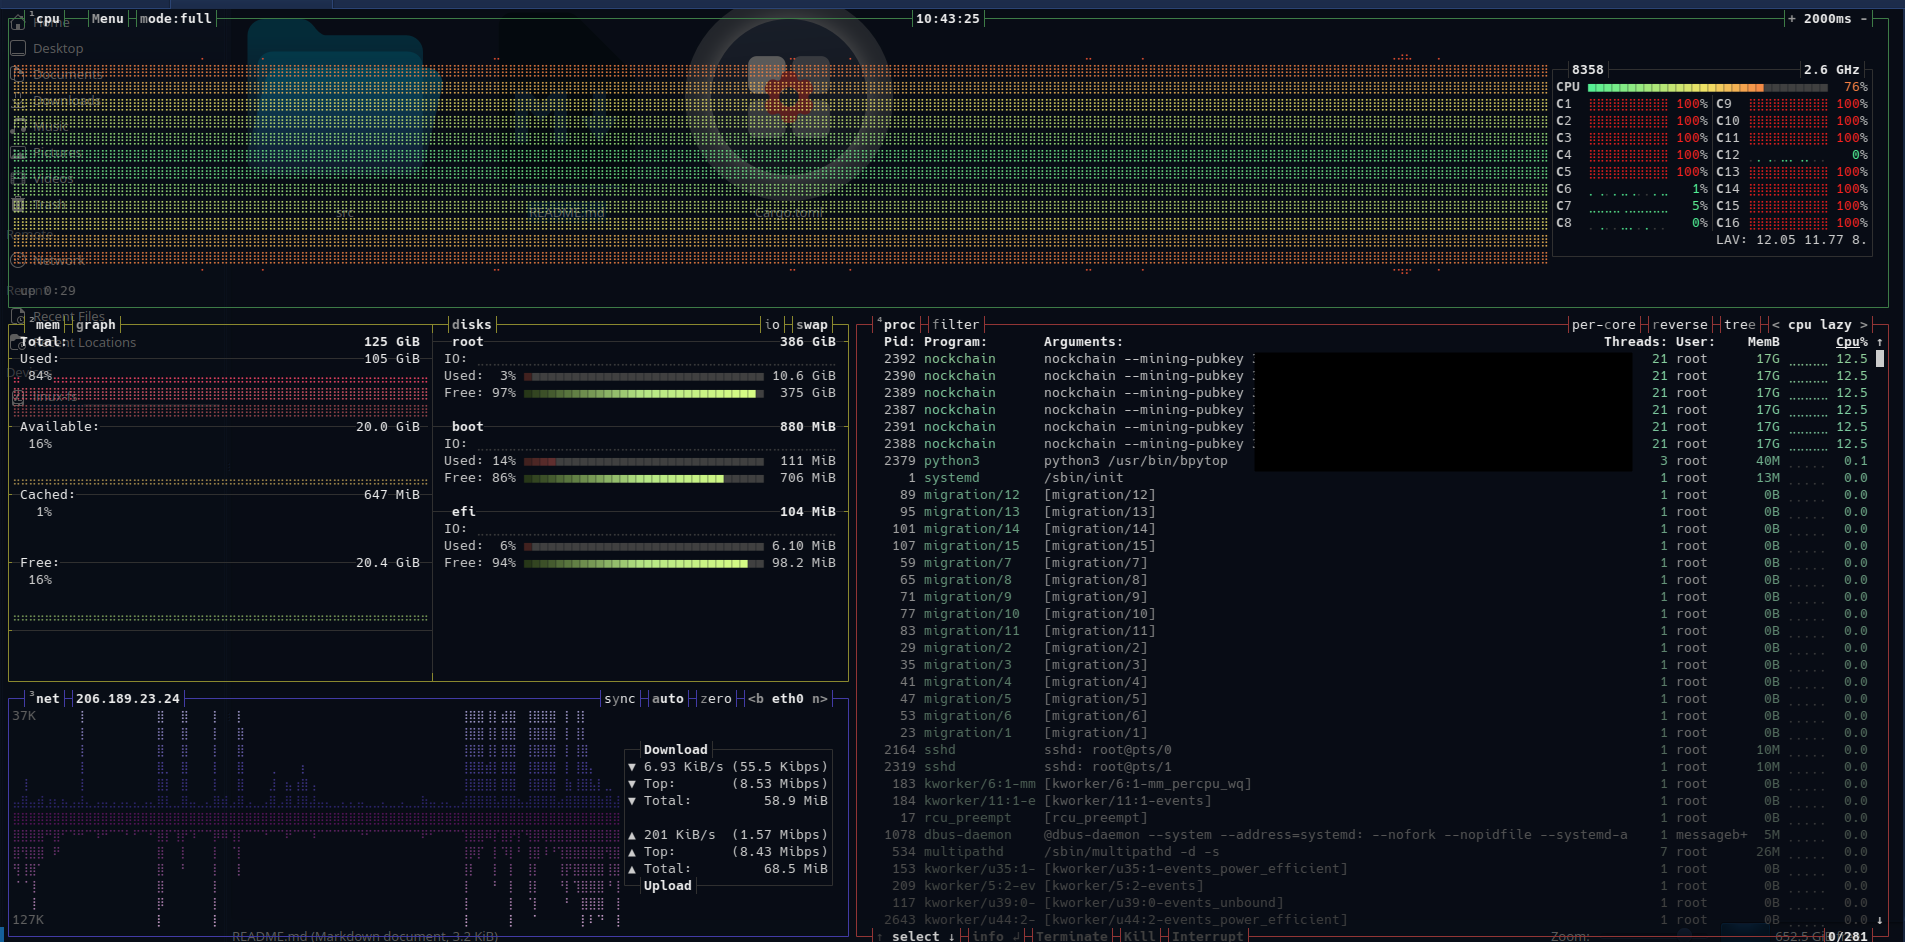 ¹cpu Menu mode:full 10:43:25 + 2000ms -
Home
Desktop
Documents
Downloads
Music
Pictures
Videos
Trash
Remote
Network
up 0:29
Recent Files
Recent Locations
linux-fs
src README.md Cargo.toml
8358 2.6 GHz
CPU 76%
C1 100% C9 100%
C2 100% C10 100%
C3 100% C11 100%
C4 100% C12 0%
C5 100% C13 100%
C6 1% C14 100%
C7 5% C15 100%
C8 0% C16 100%
LAV: 12.05 11.77 8.
²mem graph
Total: 125 GiB
Used: 105 GiB
84%
Available: 20.0 GiB
16%
Cached: 647 MiB
1%
Free: 20.4 GiB
16%
disks io swap
root 386 GiB
IO:
Used: 3% 10.6 GiB
Free: 97% 375 GiB
boot 880 MiB
IO:
Used: 14% 111 MiB
Free: 86% 706 MiB
efi 104 MiB
IO:
Used: 6% 6.10 MiB
Free: 94% 98.2 MiB
³net 206.189.23.24 sync auto zero <b eth0 n>
37K
Download
▼ 6.93 KiB/s (55.5 Kibps)
▼ Top: (8.53 Mibps)
▼ Total: 58.9 MiB
▲ 201 KiB/s (1.57 Mibps)
▲ Top: (8.43 Mibps)
▲ Total: 68.5 MiB
Upload
127K
⁴proc filter per-core reverse tree < cpu lazy >
Pid: Program: Arguments: Threads: User: MemB Cpu% ↑
2392 nockchain nockchain --mining-pubkey 21 root 17G 12.5
2390 nockchain nockchain --mining-pubkey 21 root 17G 12.5
2389 nockchain nockchain --mining-pubkey 21 root 17G 12.5
2387 nockchain nockchain --mining-pubkey 21 root 17G 12.5
2391 nockchain nockchain --mining-pubkey 21 root 17G 12.5
2388 nockchain nockchain --mining-pubkey 21 root 17G 12.5
2379 python3 python3 /usr/bin/bpytop 3 root 40M 0.1
1 systemd /sbin/init 1 root 13M 0.0
89 migration/12 [migration/12] 1 root 0B 0.0
95 migration/13 [migration/13] 1 root 0B 0.0
101 migration/14 [migration/14] 1 root 0B 0.0
107 migration/15 [migration/15] 1 root 0B 0.0
59 migration/7 [migration/7] 1 root 0B 0.0
65 migration/8 [migration/8] 1 root 0B 0.0
71 migration/9 [migration/9] 1 root 0B 0.0
77 migration/10 [migration/10] 1 root 0B 0.0
83 migration/11 [migration/11] 1 root 0B 0.0
29 migration/2 [migration/2] 1 root 0B 0.0
35 migration/3 [migration/3] 1 root 0B 0.0
41 migration/4 [migration/4] 1 root 0B 0.0
47 migration/5 [migration/5] 1 root 0B 0.0
53 migration/6 [migration/6] 1 root 0B 0.0
23 migration/1 [migration/1] 1 root 0B 0.0
2164 sshd sshd: root@pts/0 1 root 10M 0.0
2319 sshd sshd: root@pts/1 1 root 10M 0.0
183 kworker/6:1-mm [kworker/6:1-mm_percpu_wq] 1 root 0B 0.0
184 kworker/11:1-e [kworker/11:1-events] 1 root 0B 0.0
17 rcu_preempt [rcu_preempt] 1 root 0B 0.0
1078 dbus-daemon @dbus-daemon --system --address=systemd: --nofork --nopidfile --systemd-a 1 messageb+ 5M 0.0
534 multipathd /sbin/multipathd -d -s 7 root 26M 0.0
153 kworker/u35:1- [kworker/u35:1-events_power_efficient] 1 root 0B 0.0
209 kworker/5:2-ev [kworker/5:2-events] 1 root 0B 0.0
117 kworker/u39:0- [kworker/u39:0-events_unbound] 1 root 0B 0.0
2643 kworker/u44:2- [kworker/u44:2-events_power_efficient] 1 root 0B 0.0 ↓
↑ select ↓ info ↲ Terminate Kill Interrupt 0/281
README.md (Markdown document, 3.2 KiB) Zoom: